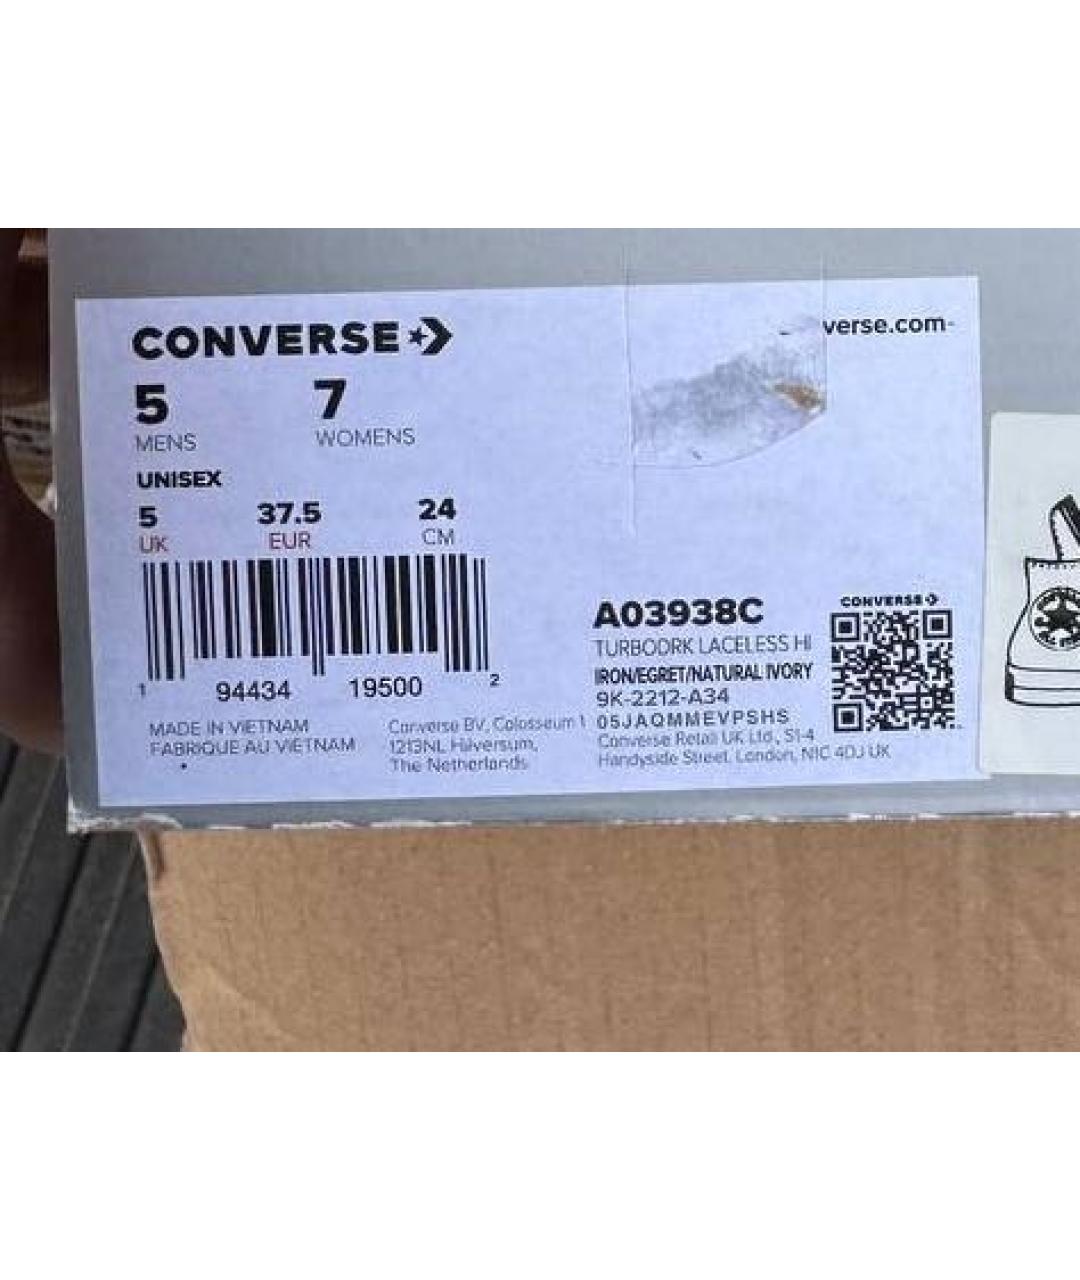 CONVERSE
verse.com-
5 7
MENS WOMENS
UNISEX
5 37.5 24
UK EUR CM
1 94434 19500 2
MADE IN VIETNAM
FABRIQUE AU VIETNAM
Converse BV, Colosseum 1
1213NL Hilversum,
The Netherlands
A03938C
TURBODRK LACELESS HI
IRON/EGRET/NATURAL IVORY
9K-2212-A34
05JAQMMEVPSHS
Converse Retail UK Ltd., S1-4
Handyside Street, London, N1C 4DJ UK
CONVERSE